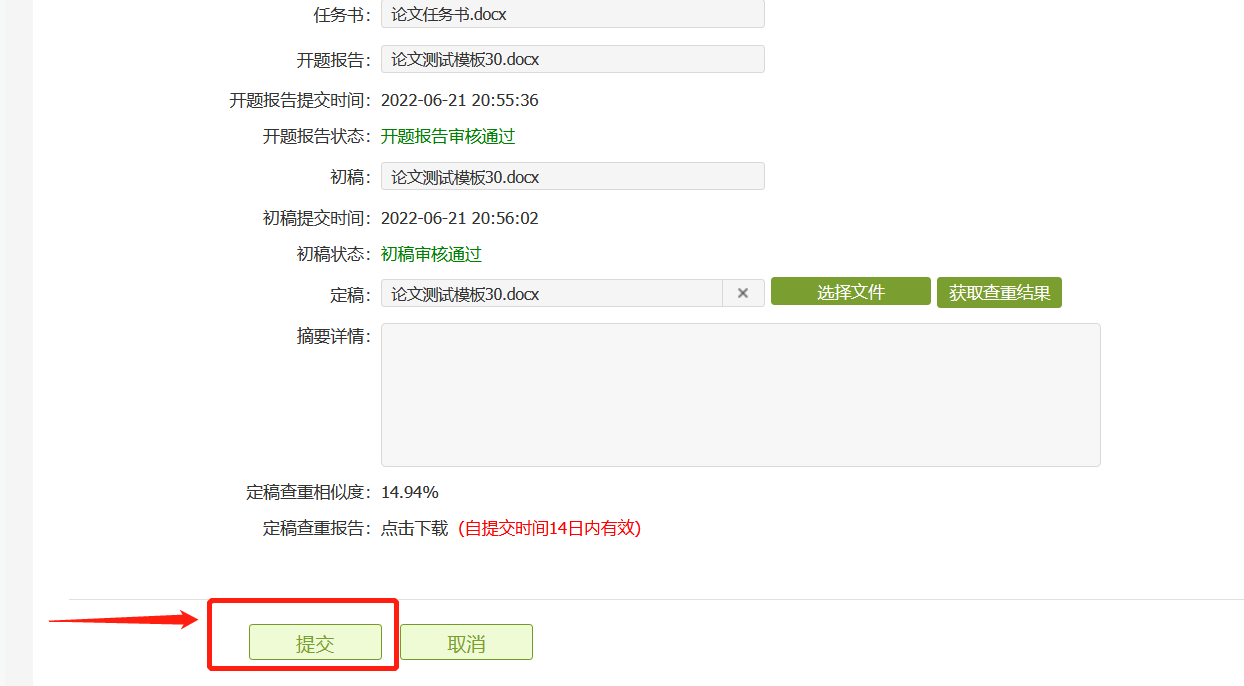 任务书： 论文任务书.docx
开题报告： 论文测试模板30.docx
开题报告提交时间： 2022-06-21 20:55:36
开题报告状态： 开题报告审核通过
初稿： 论文测试模板30.docx
初稿提交时间： 2022-06-21 20:56:02
初稿状态： 初稿审核通过
定稿： 论文测试模板30.docx × 选择文件 获取查重结果
摘要详情：
定稿查重相似度： 14.94%
定稿查重报告： 点击下载 (自提交时间14日内有效)
提交 取消